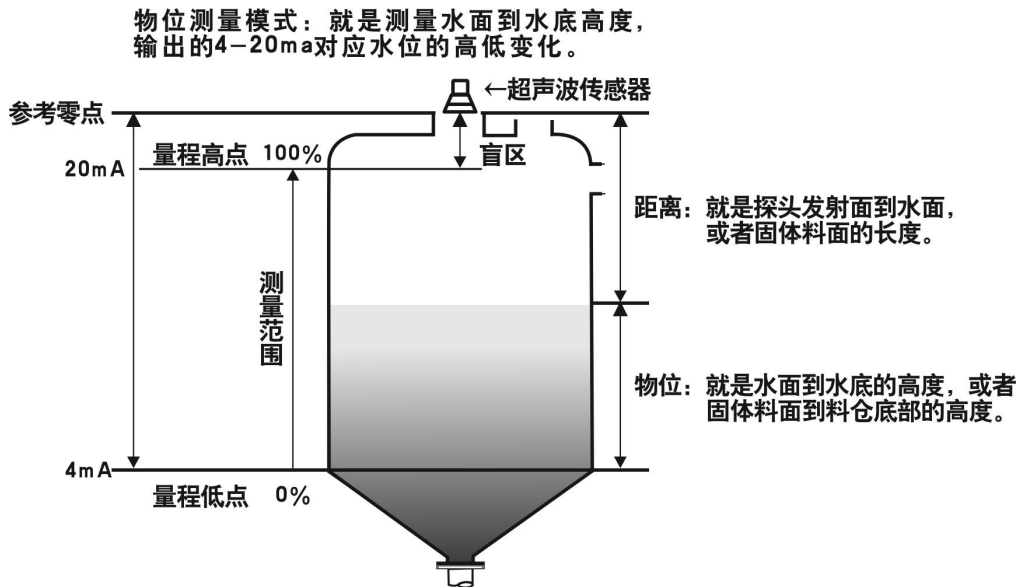 物位测量模式：就是测量水面到水底高度，
输出的4-20ma对应水位的高低变化。
←超声波传感器
参考零点
量程高点 100%
盲区
20mA
距离：就是探头发射面到水面，
或者固体料面的长度。
测量范围
物位：就是水面到水底的高度，或者
固体料面到料仓底部的高度。
4mA
量程低点 0%